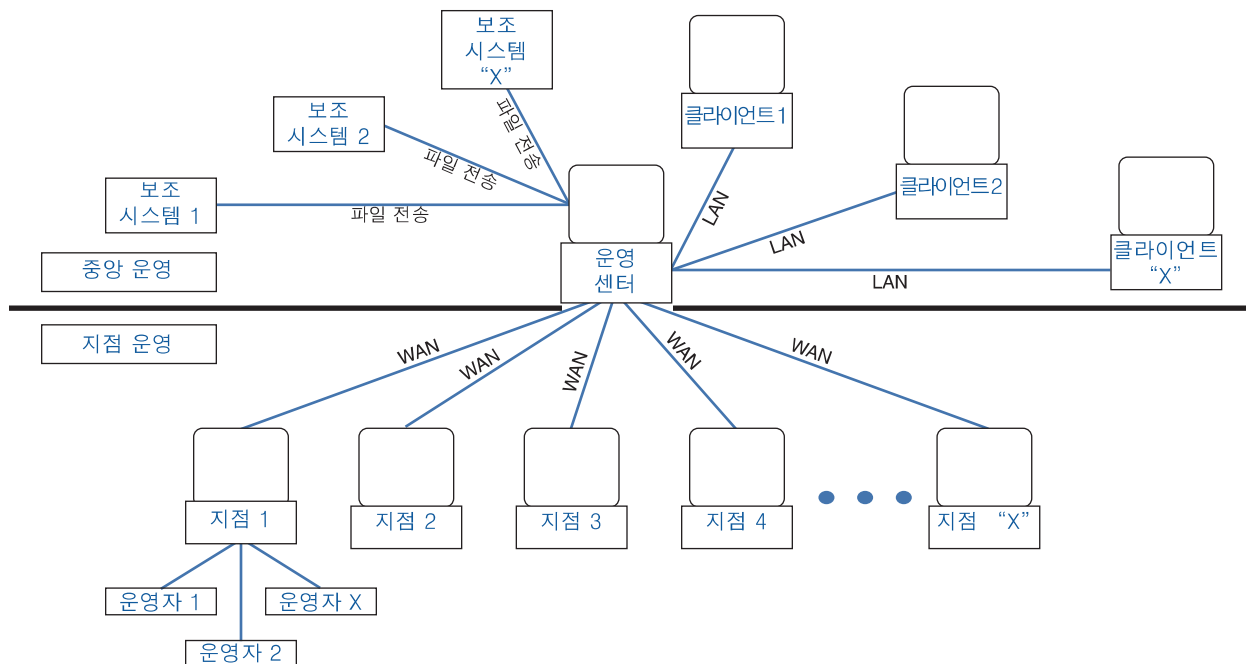 보조
시스템
“X”
클라이언트1
보조
시스템 2
클라이언트2
파일 전송
파일 전송
보조
시스템 1
파일 전송
LAN
LAN
LAN
클라이언트
“X”
운영
센터
중앙 운영
지점 운영
WAN
WAN
WAN
WAN
WAN
지점 1
지점 2
지점 3
지점 4
지점 “X”
운영자 1
운영자 X
운영자 2